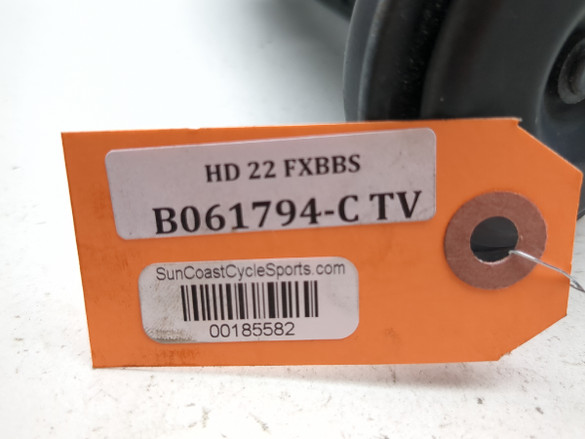 HD 22 FXBBS
B061794-C TV
SunCoastCycleSports.com
00185582